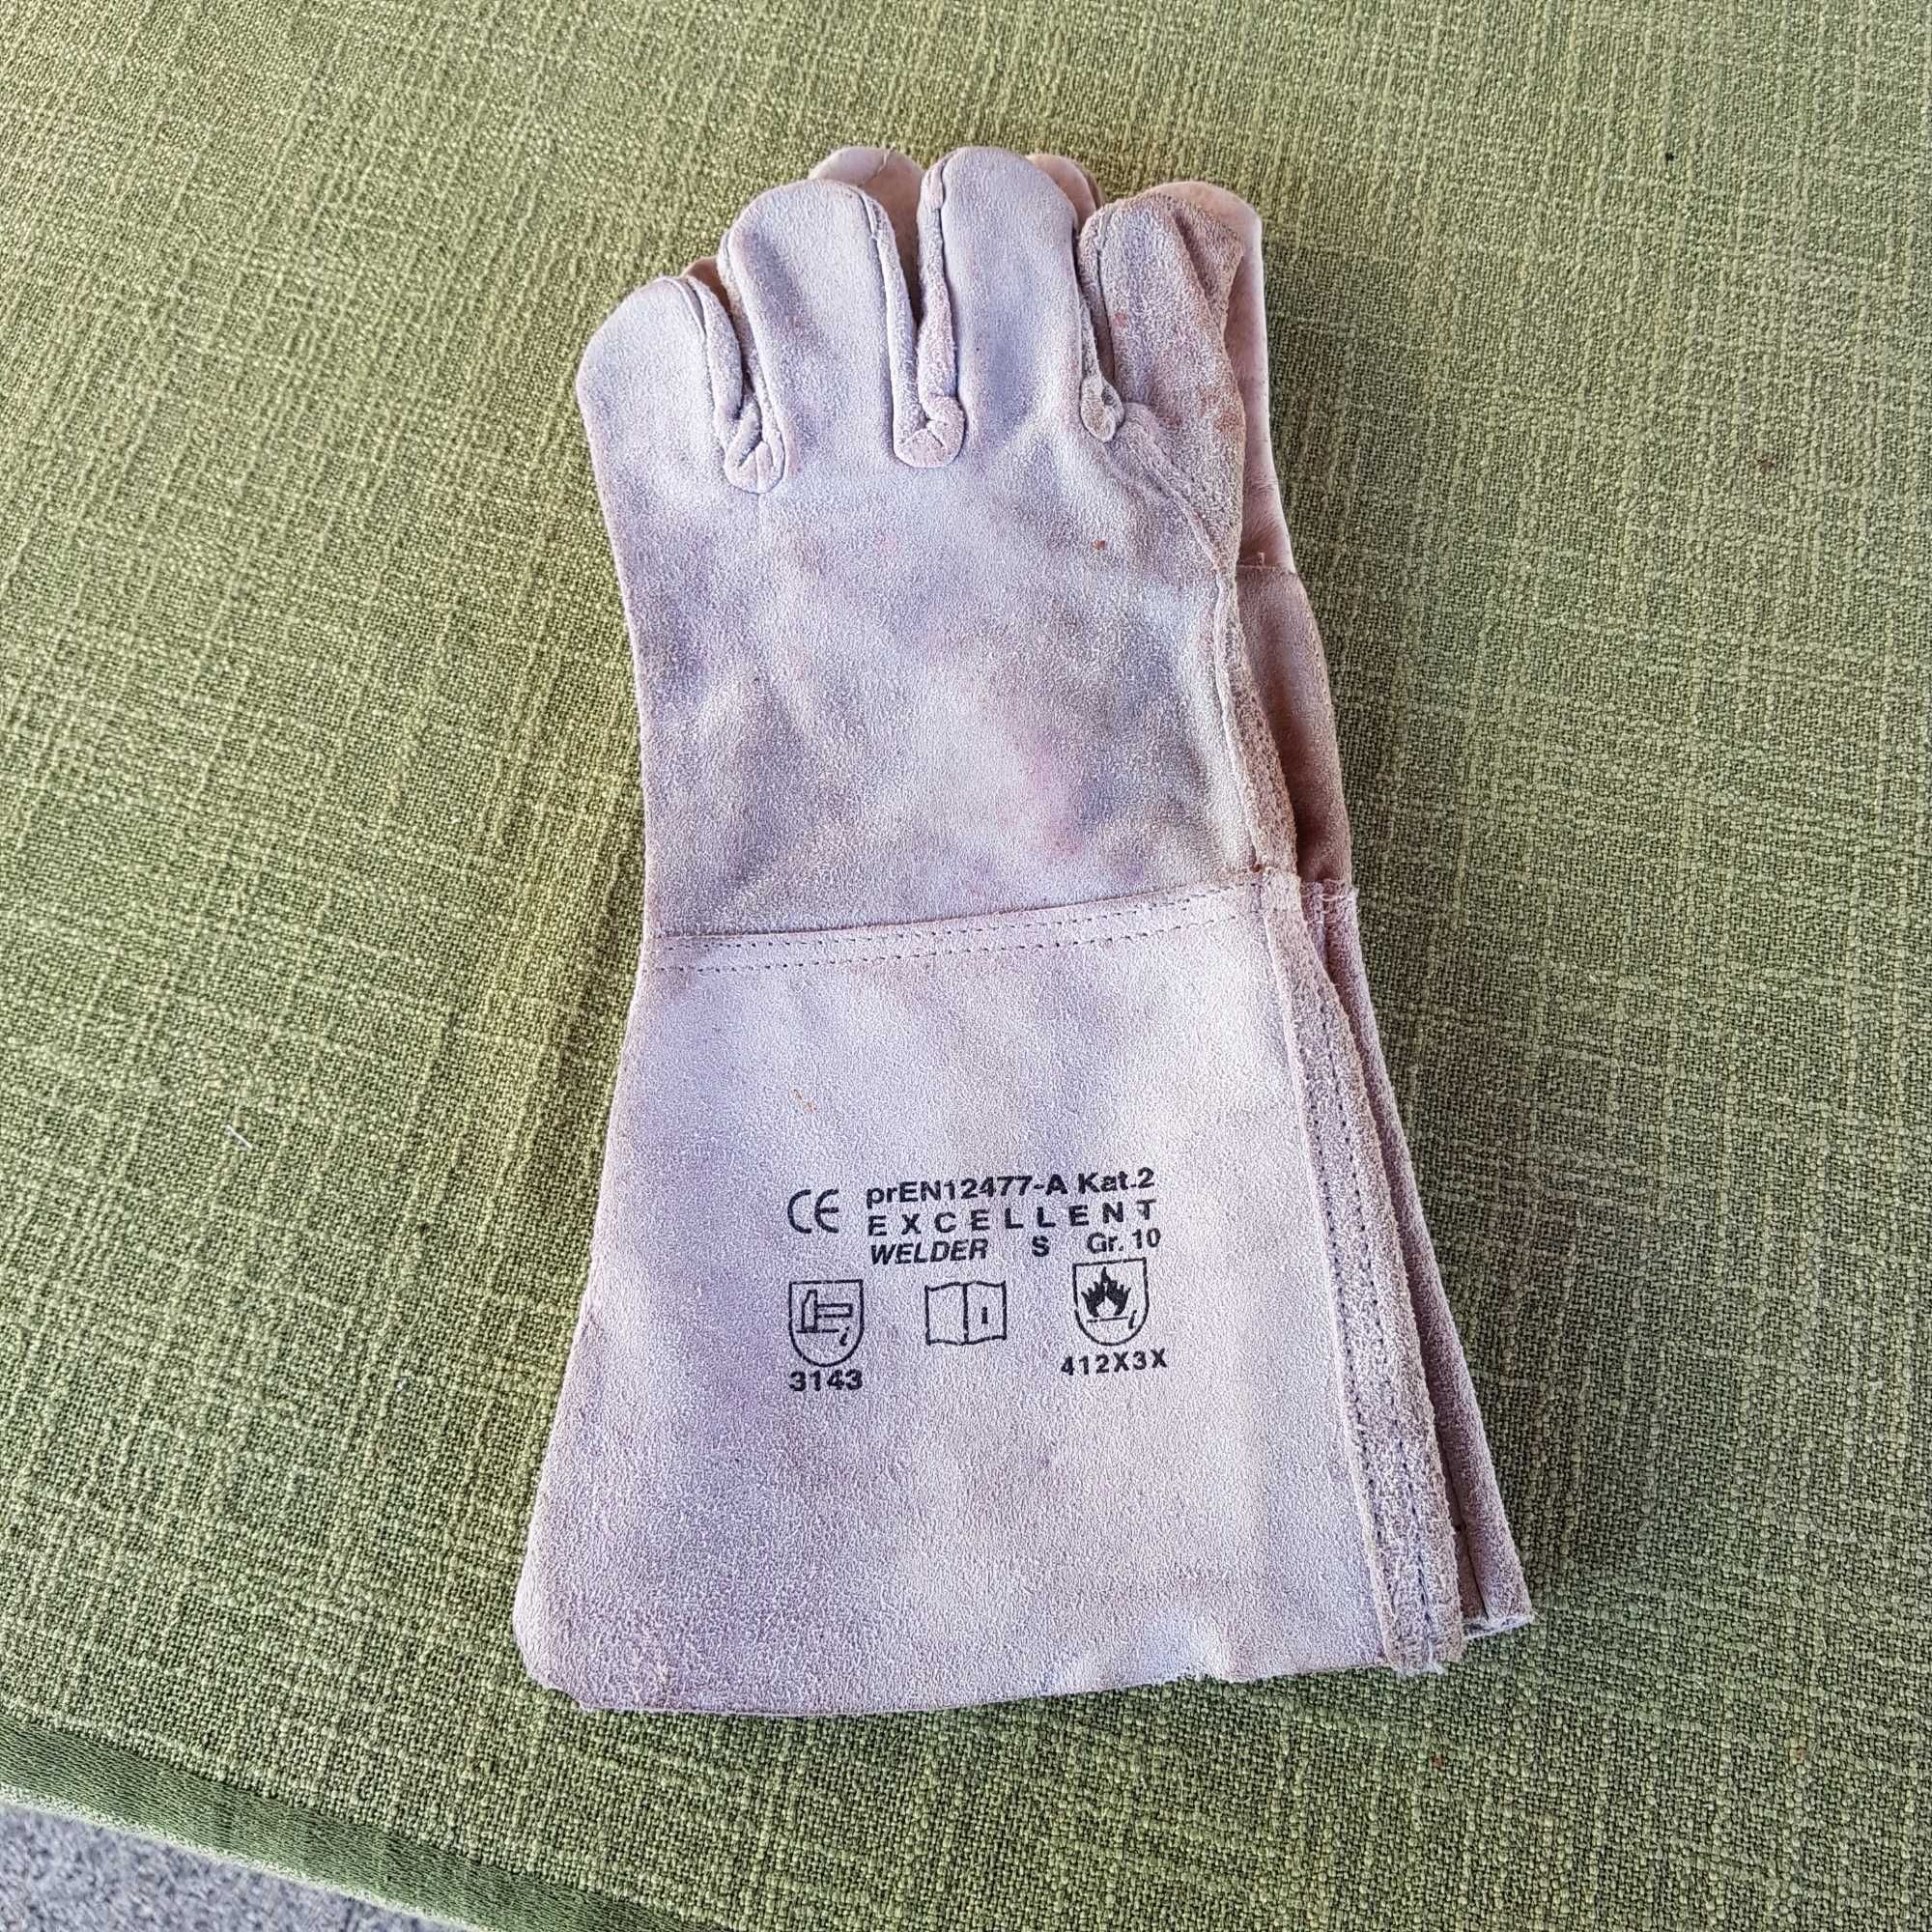 CE prEN12477-A Kat.2
EXCELLENT
WELDER S Gr. 10
i i i
3143 412X3X